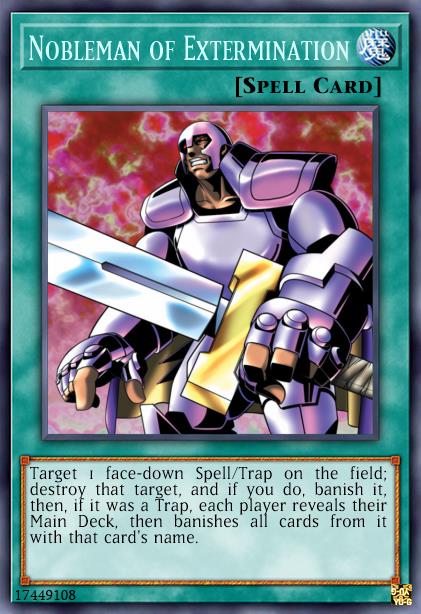 Nobleman of Extermination
[Spell Card]
Target 1 face-down Spell/Trap on the field;
destroy that target, and if you do, banish it,
then, if it was a Trap, each player reveals their
Main Deck, then banishes all cards from it
with that card's name.
17449108